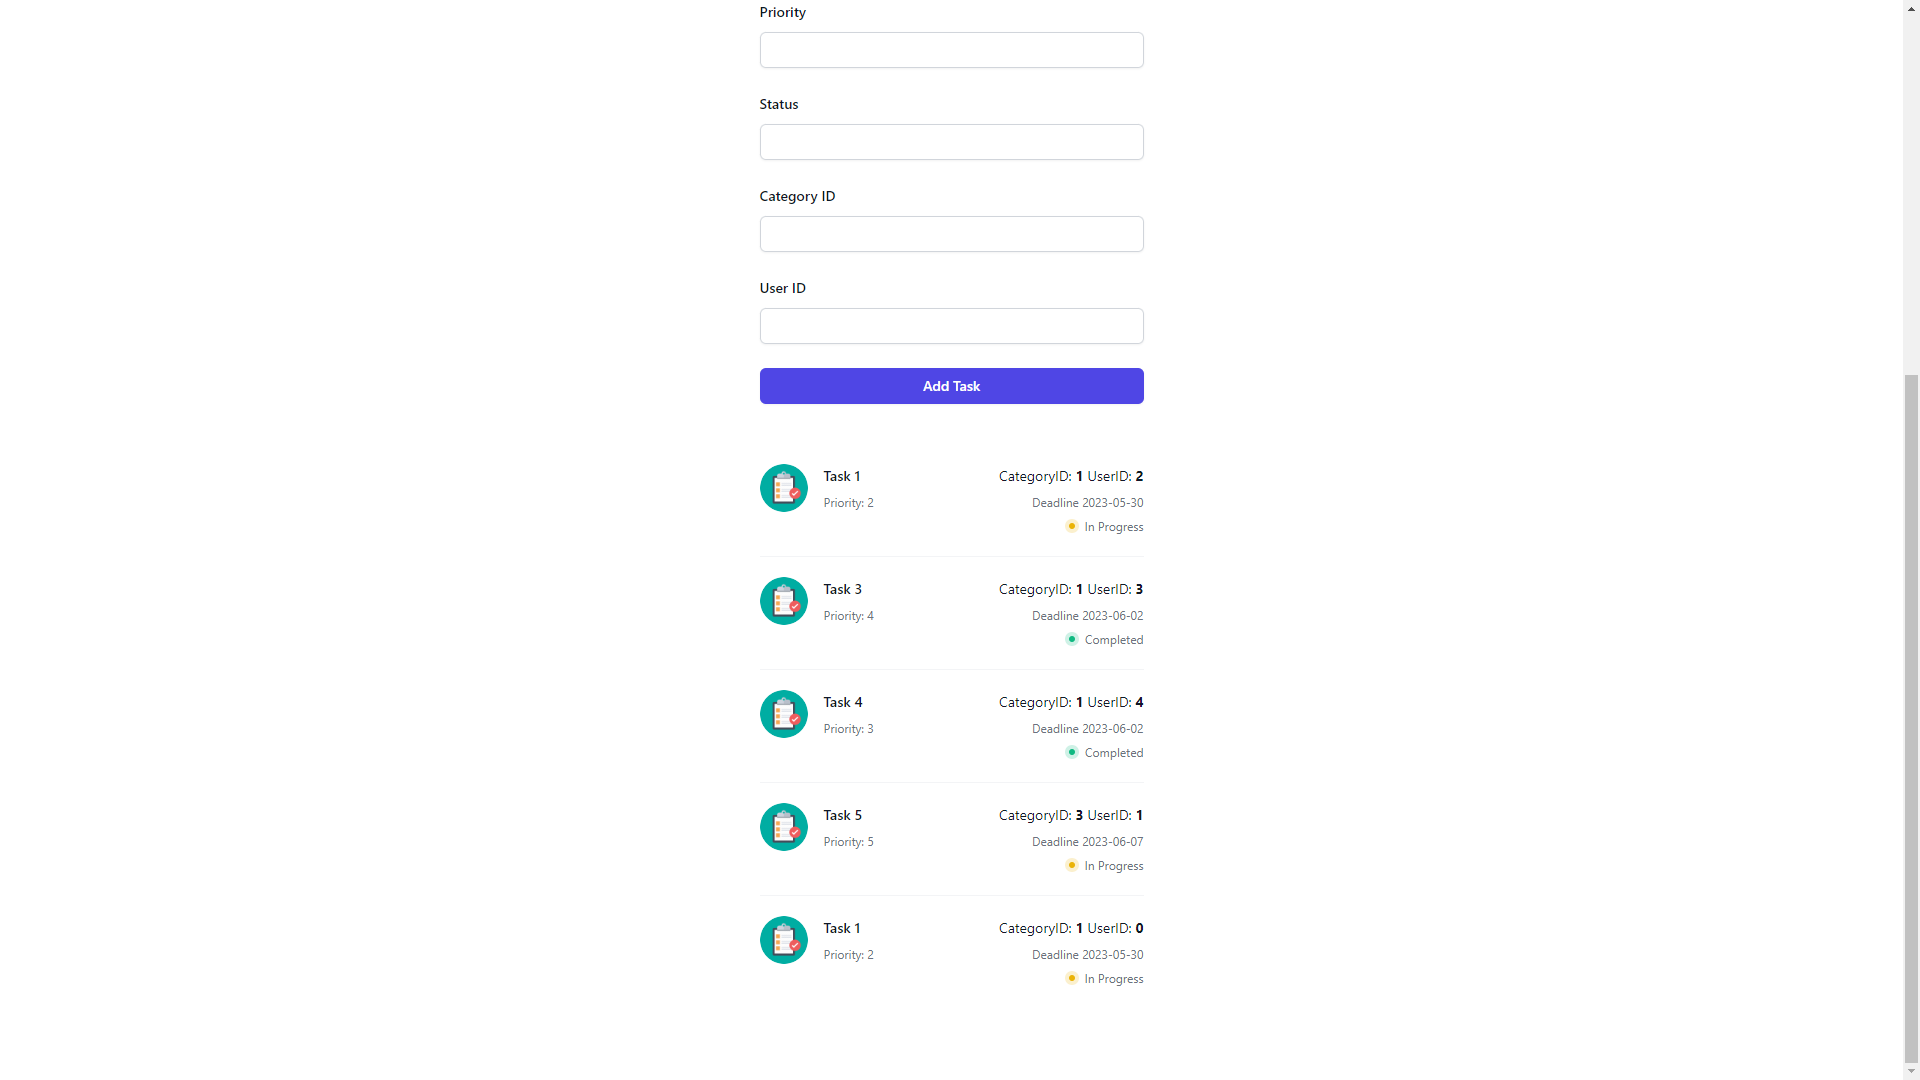 Priority
Status
Category ID
User ID
Add Task
Task 1
CategoryID: 1 UserID: 2
Priority: 2
Deadline 2023-05-30
In Progress
Task 3
CategoryID: 1 UserID: 3
Priority: 4
Deadline 2023-06-02
Completed
Task 4
CategoryID: 1 UserID: 4
Priority: 3
Deadline 2023-06-02
Completed
Task 5
CategoryID: 3 UserID: 1
Priority: 5
Deadline 2023-06-07
In Progress
Task 1
CategoryID: 1 UserID: 0
Priority: 2
Deadline 2023-05-30
In Progress